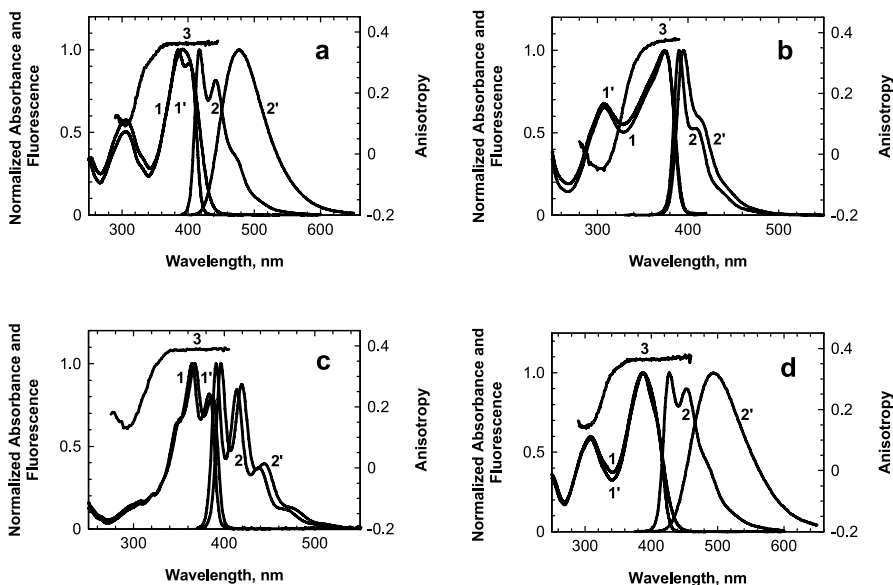 Normalized Absorbance and
Fluorescence
1.0
0.5
0
3
a
1
1'
2
2'
0.4
0.2
0
-0.2
Anisotropy
300 400 500 600
Wavelength, nm
Normalized Absorbance and
Fluorescence
1.0
0.5
0
3
b
1'
1
2
2'
0.4
0.2
0
-0.2
Anisotropy
300 400 500
Wavelength, nm
Normalized Absorbance and
Fluorescence
1.0
0.5
0
3
c
1
1'
2
2'
0.4
0.2
0
-0.2
Anisotropy
300 400 500
Wavelength, nm
Normalized Absorbance and
Fluorescence
1.0
0.5
0
3
d
1
1'
2
2'
0.4
0.2
0
-0.2
Anisotropy
300 400 500 600
Wavelength, nm